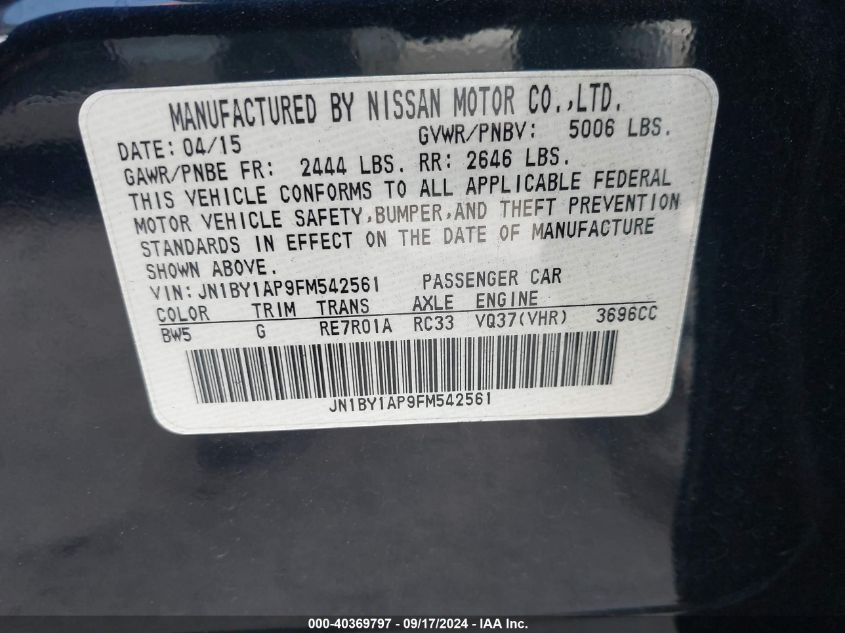 MANUFACTURED BY NISSAN MOTOR CO.,LTD.
DATE: 04/15 GVWR/PNBV: 5006 LBS.
GAWR/PNBE FR: 2444 LBS. RR: 2646 LBS.
THIS VEHICLE CONFORMS TO ALL APPLICABLE FEDERAL
MOTOR VEHICLE SAFETY,BUMPER,AND THEFT PREVENTION
STANDARDS IN EFFECT ON THE DATE OF MANUFACTURE
SHOWN ABOVE.
VIN: JN1BY1AP9FM542561 PASSENGER CAR
COLOR TRIM TRANS AXLE ENGINE
BW5 G RE7R01A RC33 VQ37(VHR) 3696CC
JN1BY1AP9FM542561
000-40369797 - 09/17/2024 - IAA Inc.